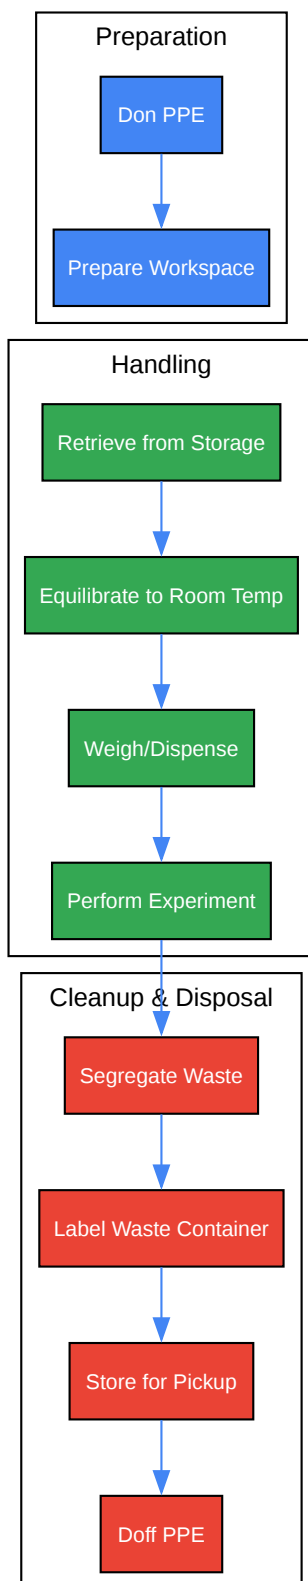 Preparation
Don PPE
Prepare Workspace
Handling
Retrieve from Storage
Equilibrate to Room Temp
Weigh/Dispense
Perform Experiment
Cleanup & Disposal
Segregate Waste
Label Waste Container
Store for Pickup
Doff PPE